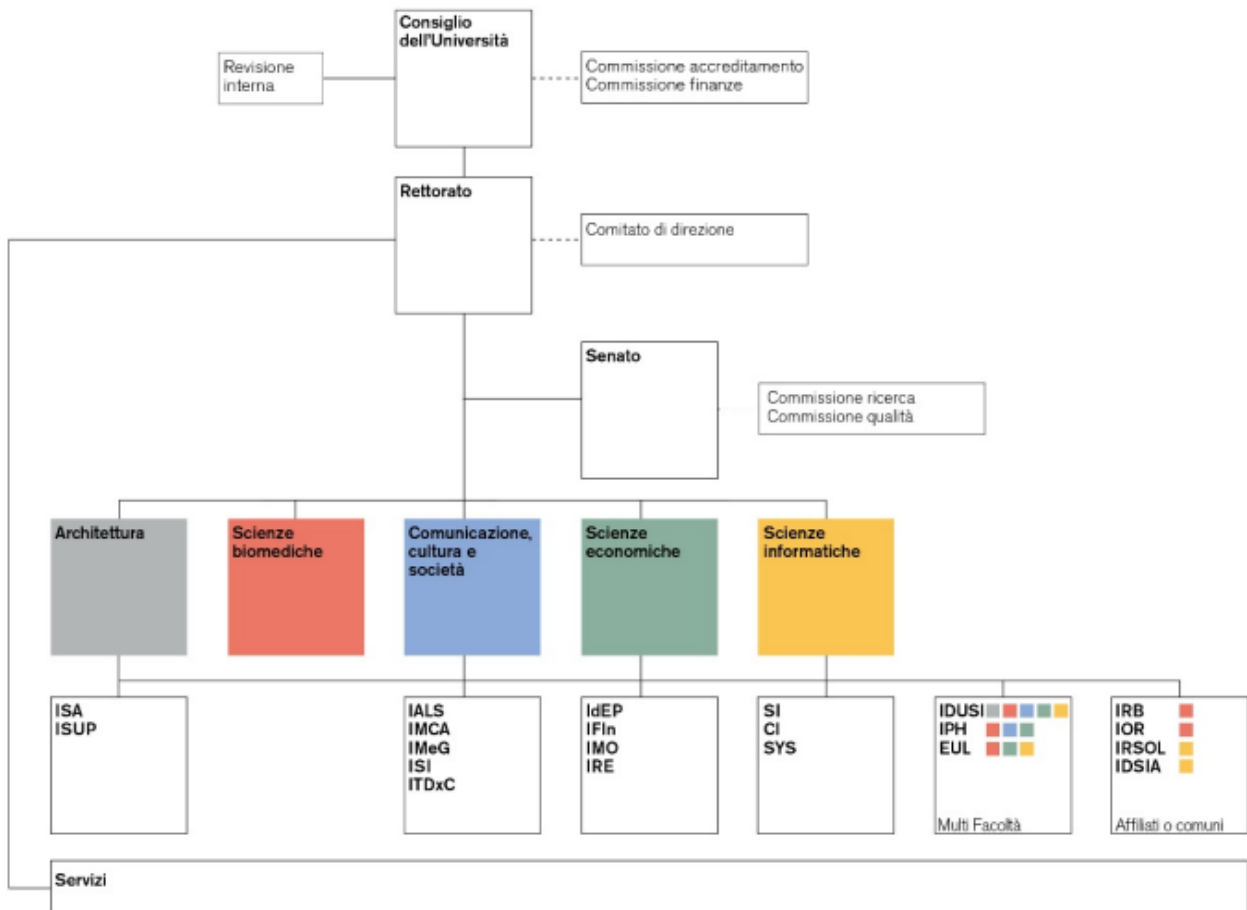 Consiglio
dell'Università
Revisione
interna
Commissione accreditamento
Commissione finanze
Rettorato
Comitato di direzione
Senato
Commissione ricerca
Commissione qualità
Architettura
Scienze
biomediche
Comunicazione,
cultura e
società
Scienze
economiche
Scienze
informatiche
ISA
ISUP
IALS
IMCA
IMeG
ISI
ITDxC
IdEP
IFIn
IMO
IRE
SI
CI
SYS
IDUSI
IPH
EUL
Multi Facoltà
IRB
IOR
IRSOL
IDSIA
Affiliati o comuni
Servizi